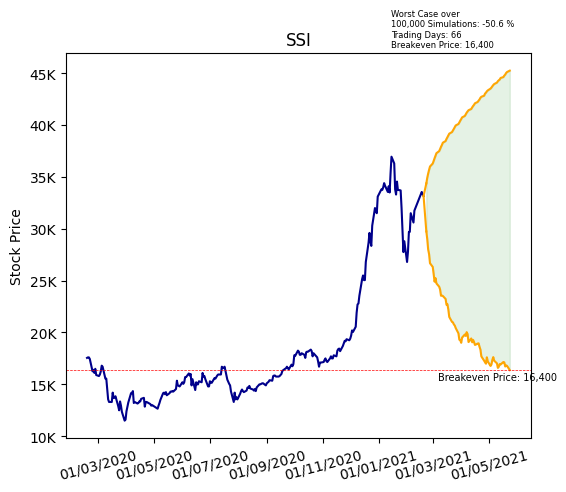 Worst Case over
100,000 Simulations: -50.6 %
Trading Days: 66
Breakeven Price: 16,400
SSI
45K
40K
35K
30K
25K
20K
15K
10K
Stock Price
Breakeven Price: 16,400
01/03/2020
01/05/2020
01/07/2020
01/09/2020
01/11/2020
01/01/2021
01/03/2021
01/05/2021